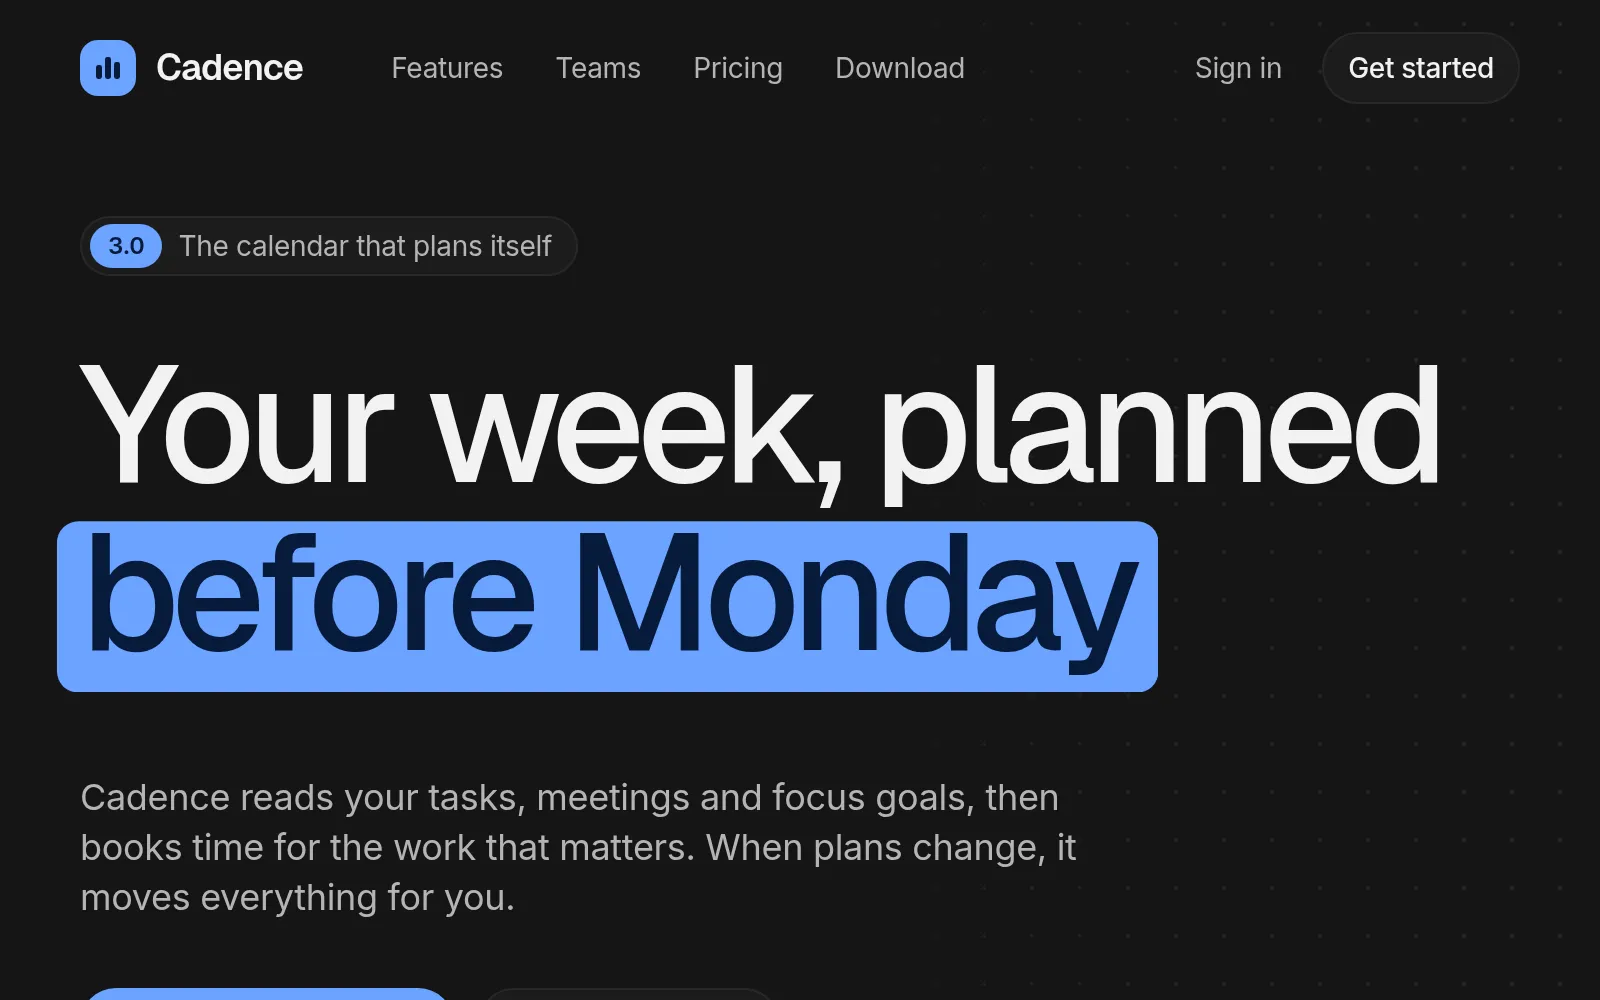 Cadence
Features
Teams
Pricing
Download
Sign in
Get started
3.0 The calendar that plans itself
Your week, planned
before Monday
Cadence reads your tasks, meetings and focus goals, then
books time for the work that matters. When plans change, it
moves everything for you.